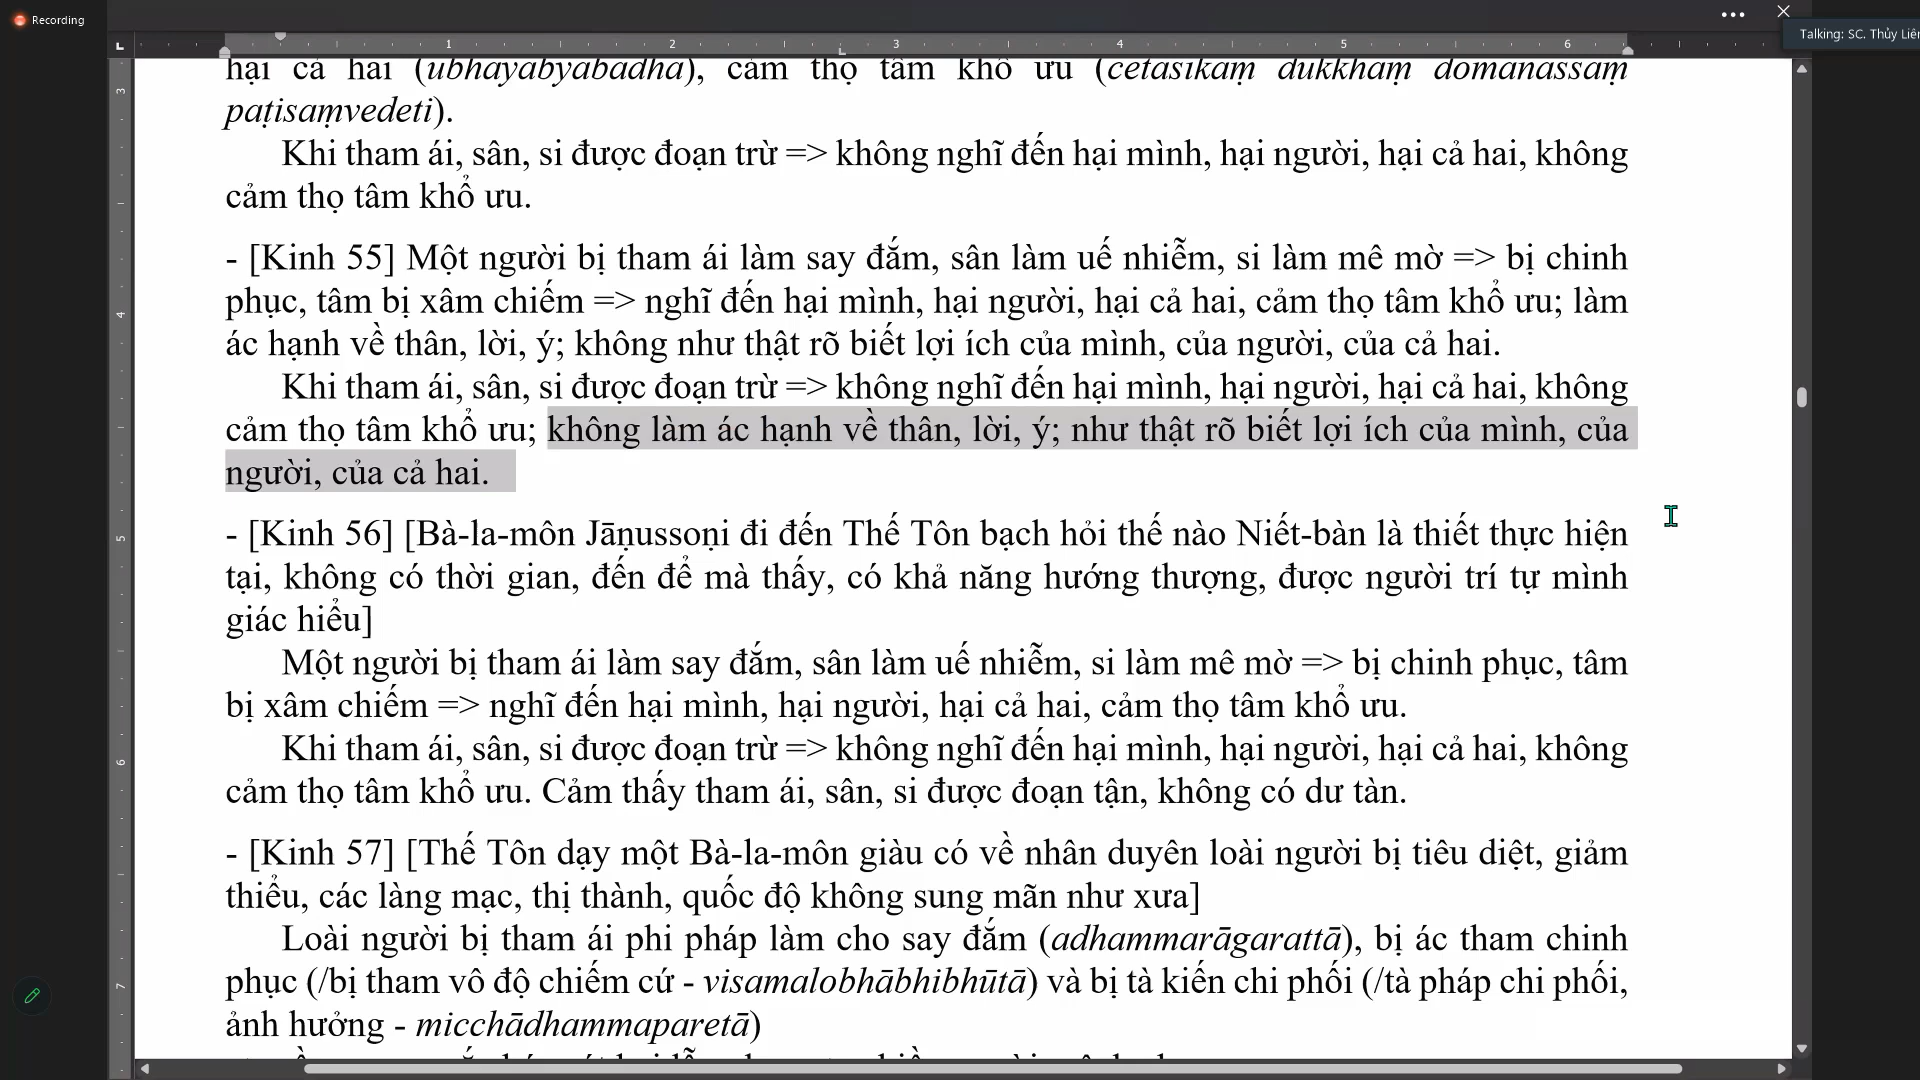 Recording
Talking: SC. Thủy Liên
1 2 3 4 5 6
3
4
5
6
7
hại cả hai (ubhayabyābādha), cảm thọ tâm khổ ưu (cetasikaṃ dukkhaṃ domanassaṃ
paṭisaṃvedeti).
Khi tham ái, sân, si được đoạn trừ => không nghĩ đến hại mình, hại người, hại cả hai, không
cảm thọ tâm khổ ưu.
- [Kinh 55] Một người bị tham ái làm say đắm, sân làm uế nhiễm, si làm mê mờ => bị chinh
phục, tâm bị xâm chiếm => nghĩ đến hại mình, hại người, hại cả hai, cảm thọ tâm khổ ưu; làm
ác hạnh về thân, lời, ý; không như thật rõ biết lợi ích của mình, của người, của cả hai.
Khi tham ái, sân, si được đoạn trừ => không nghĩ đến hại mình, hại người, hại cả hai, không
cảm thọ tâm khổ ưu; không làm ác hạnh về thân, lời, ý; như thật rõ biết lợi ích của mình, của
người, của cả hai.
- [Kinh 56] [Bà-la-môn Jāṇussoṇi đi đến Thế Tôn bạch hỏi thế nào Niết-bàn là thiết thực hiện
tại, không có thời gian, đến để mà thấy, có khả năng hướng thượng, được người trí tự mình
giác hiểu]
Một người bị tham ái làm say đắm, sân làm uế nhiễm, si làm mê mờ => bị chinh phục, tâm
bị xâm chiếm => nghĩ đến hại mình, hại người, hại cả hai, cảm thọ tâm khổ ưu.
Khi tham ái, sân, si được đoạn trừ => không nghĩ đến hại mình, hại người, hại cả hai, không
cảm thọ tâm khổ ưu. Cảm thấy tham ái, sân, si được đoạn tận, không có dư tàn.
- [Kinh 57] [Thế Tôn dạy một Bà-la-môn giàu có về nhân duyên loài người bị tiêu diệt, giảm
thiểu, các làng mạc, thị thành, quốc độ không sung mãn như xưa]
Loài người bị tham ái phi pháp làm cho say đắm (adhammarāgarattā), bị ác tham chinh
phục (/bị tham vô độ chiếm cứ - visamalobhābhibhūtā) và bị tà kiến chi phối (/tà pháp chi phối,
ảnh hưởng - micchādhammaparetā)